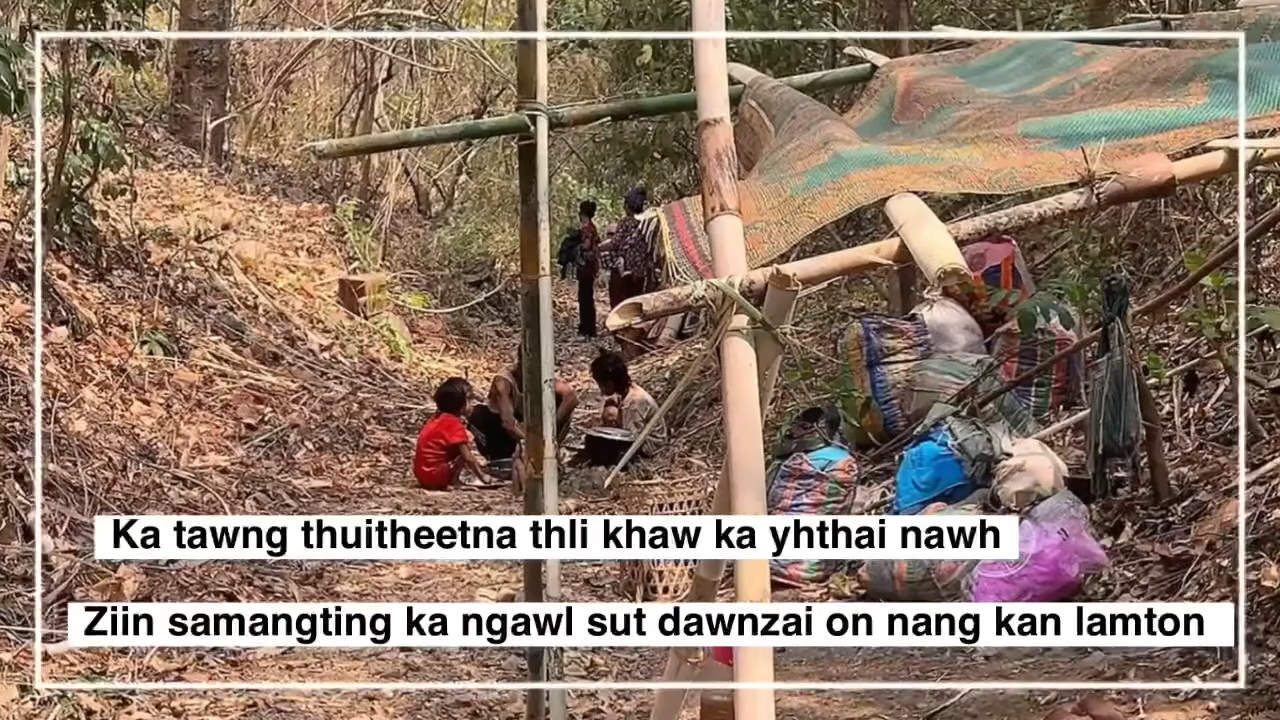 Ka tawng thuitheetna thli khaw ka yhthai nawh
Ziin samangting ka ngawl sut dawnzai on nang kan lamton